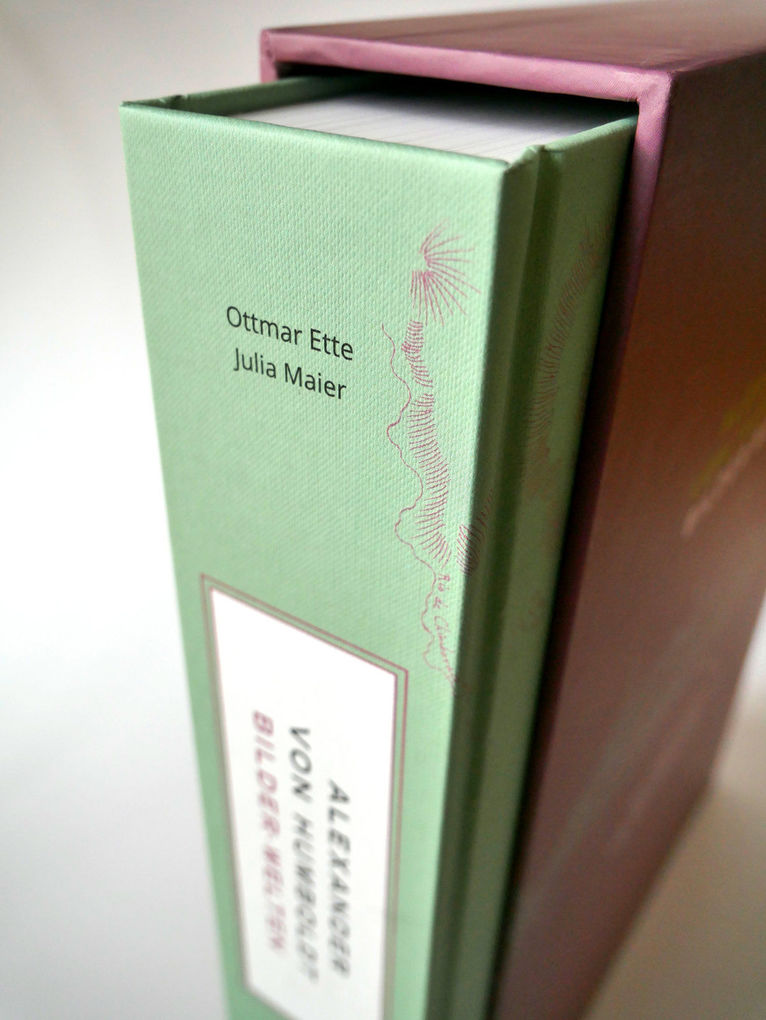 Ottmar Ette
Julia Maier
ALEXANDER
VON HUMBOLDT
BILDER-WELTEN